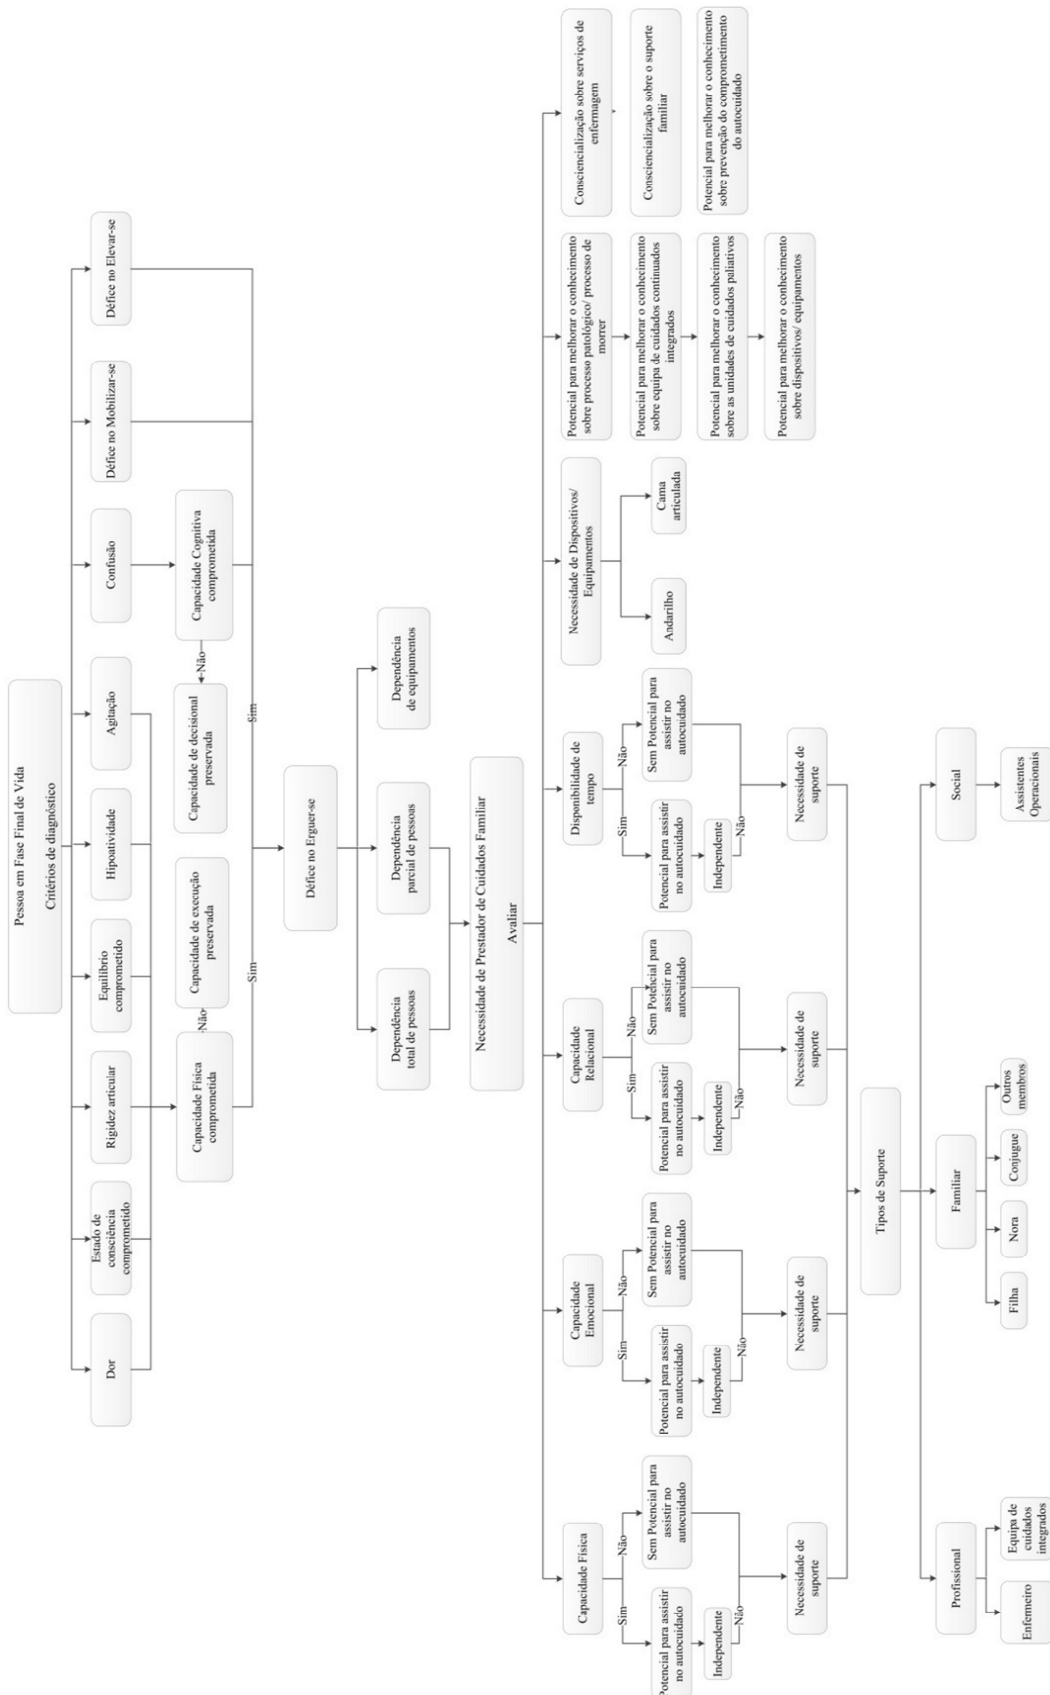 Pessoa em Fase Final de Vida
Critérios de diagnóstico
Dor
Estado de
consciência
comprometido
Rigidez articular
Equilíbrio
comprometido
Hipoatividade
Agitação
Confusão
Défice no Mobilizar-se
Défice no Elevar-se
Capacidade Física
comprometida
Não
Capacidade de execução
preservada
Capacidade de decisional
preservada
Não
Capacidade Cognitiva
comprometida
Sim
Sim
Défice no Erguer-se
Dependência
total de pessoas
Dependência
parcial de pessoas
Dependência
de equipamentos
Necessidade de Prestador de Cuidados Familiar
Avaliar
Capacidade Física
Sim
Não
Potencial para assistir
no autocuidado
Sem Potencial para
assistir no
autocuidado
Independente
Não
Necessidade de
suporte
Capacidade
Emocional
Sim
Não
Potencial para assistir
no autocuidado
Sem Potencial para
assistir no
autocuidado
Independente
Não
Necessidade de
suporte
Capacidade
Relacional
Sim
Não
Potencial para assistir
no autocuidado
Sem Potencial para
assistir no
autocuidado
Independente
Não
Necessidade de
suporte
Disponibilidade de
tempo
Sim
Não
Potencial para assistir
no autocuidado
Sem Potencial para
assistir no
autocuidado
Independente
Não
Necessidade de
suporte
Necessidade de Dispositivos/
Equipamentos
Andarilho
Cama
articulada
Potencial para melhorar o conhecimento
sobre processo patológico/ processo de
morrer
Potencial para melhorar o conhecimento
sobre equipa de cuidados continuados
integrados
Potencial para melhorar o conhecimento
sobre as unidades de cuidados paliativos
Potencial para melhorar o conhecimento
sobre dispositivos/ equipamentos
Consciencialização sobre serviços de
enfermagem
Consciencialização sobre o suporte
familiar
Potencial para melhorar o conhecimento
sobre prevenção do comprometimento
do autocuidado
Tipos de Suporte
Profissional
Enfermeiro
Equipa de
cuidados
integrados
Familiar
Filha
Nora
Conjugue
Outros
membros
Social
Assistentes
Operacionais